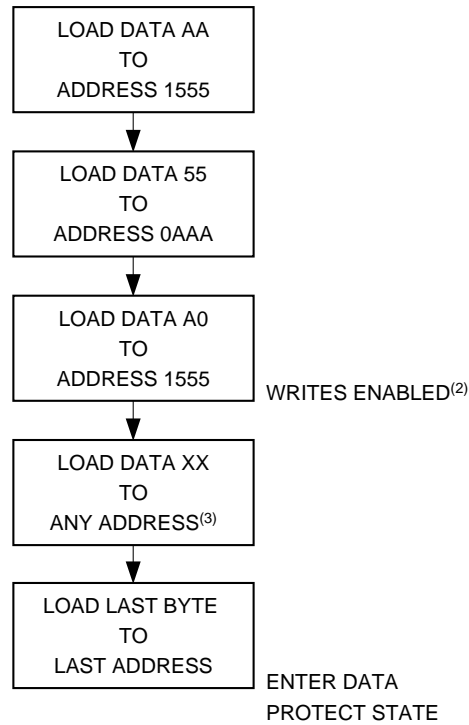 LOAD DATA AA
TO
ADDRESS 1555
LOAD DATA 55
TO
ADDRESS 0AAA
LOAD DATA A0
TO
ADDRESS 1555
WRITES ENABLED(2)
LOAD DATA XX
TO
ANY ADDRESS(3)
LOAD LAST BYTE
TO
LAST ADDRESS
ENTER DATA
PROTECT STATE